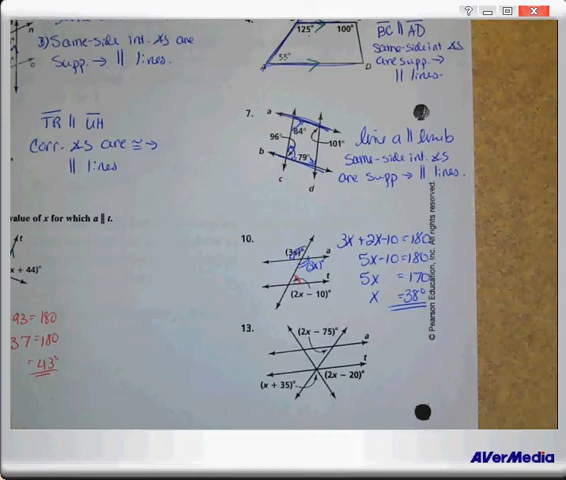 n
3) Same-side int. ∠s are
supp. → || lines.
o
TR || UH
Corr. ∠s are ≅ →
|| lines
value of x for which a || t.
t
x + 44)°
93 = 180
37 = 180
= 43°
4.
125°
100°
55°
D
BC || AD
same-side int ∠s
are supp. →
|| lines.
7.
a
84°
96°
101°
b
79°
c
d
line a || line b
same-side int. ∠s
are supp → || lines.
10.
(3x)°
a
(3x)°
t
(2x − 10)°
3x + 2x - 10 = 180
5x - 10 = 180
5x = 170
x = 38°
13.
(2x − 75)°
a
t
(x + 35)°
(2x − 20)°
© Pearson Education, Inc. All rights reserved.
AVerMedia